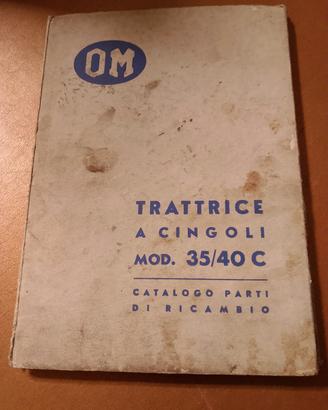 OM
TRATTRICE
A CINGOLI
MOD. 35/40 C
CATALOGO PARTI
DI RICAMBIO